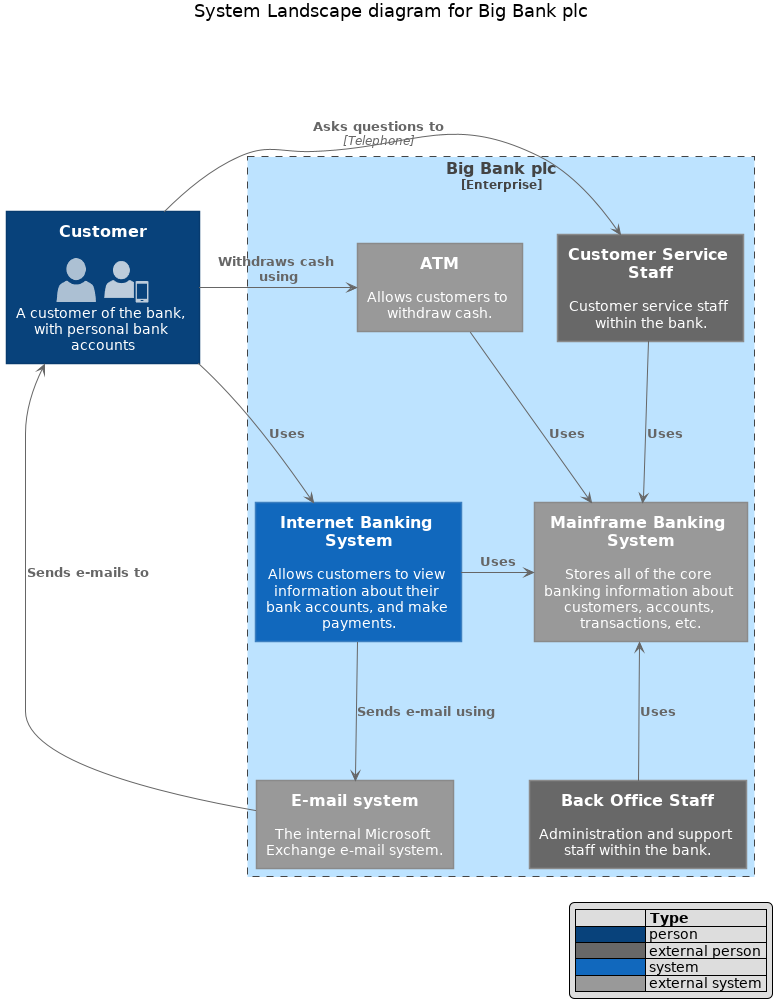 System Landscape diagram for Big Bank plc
Asks questions to
[Telephone]
Big Bank plc
[Enterprise]
Customer
A customer of the bank,
with personal bank
accounts
Withdraws cash
using
ATM
Allows customers to
withdraw cash.
Customer Service
Staff
Customer service staff
within the bank.
Uses
Uses
Uses
Internet Banking
System
Allows customers to view
information about their
bank accounts, and make
payments.
Uses
Mainframe Banking
System
Stores all of the core
banking information about
customers, accounts,
transactions, etc.
Sends e-mails to
Sends e-mail using
Uses
E-mail system
The internal Microsoft
Exchange e-mail system.
Back Office Staff
Administration and support
staff within the bank.
Type
person
external person
system
external system